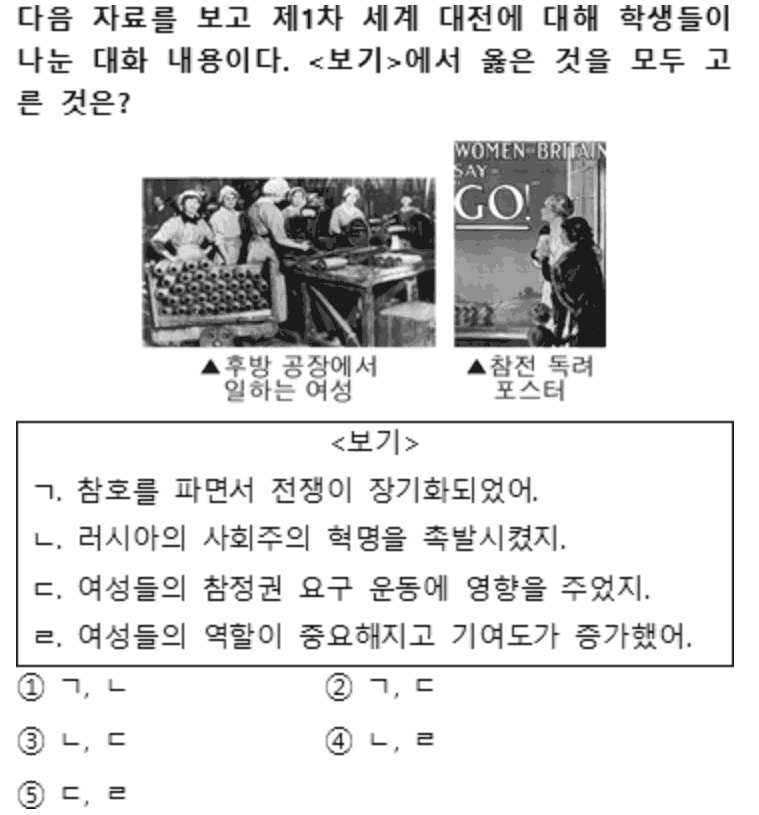 다음 자료를 보고 제1차 세계 대전에 대해 학생들이
나눈 대화 내용이다. <보기>에서 옳은 것을 모두 고
른 것은?
WOMEN OF BRITAIN
SAY-
"GO!"
▲후방 공장에서
일하는 여성
▲참전 독려
포스터
<보기>
ㄱ. 참호를 파면서 전쟁이 장기화되었어.
ㄴ. 러시아의 사회주의 혁명을 촉발시켰지.
ㄷ. 여성들의 참정권 요구 운동에 영향을 주었지.
ㄹ. 여성들의 역할이 중요해지고 기여도가 증가했어.
① ㄱ, ㄴ ② ㄱ, ㄷ
③ ㄴ, ㄷ ④ ㄴ, ㄹ
⑤ ㄷ, ㄹ